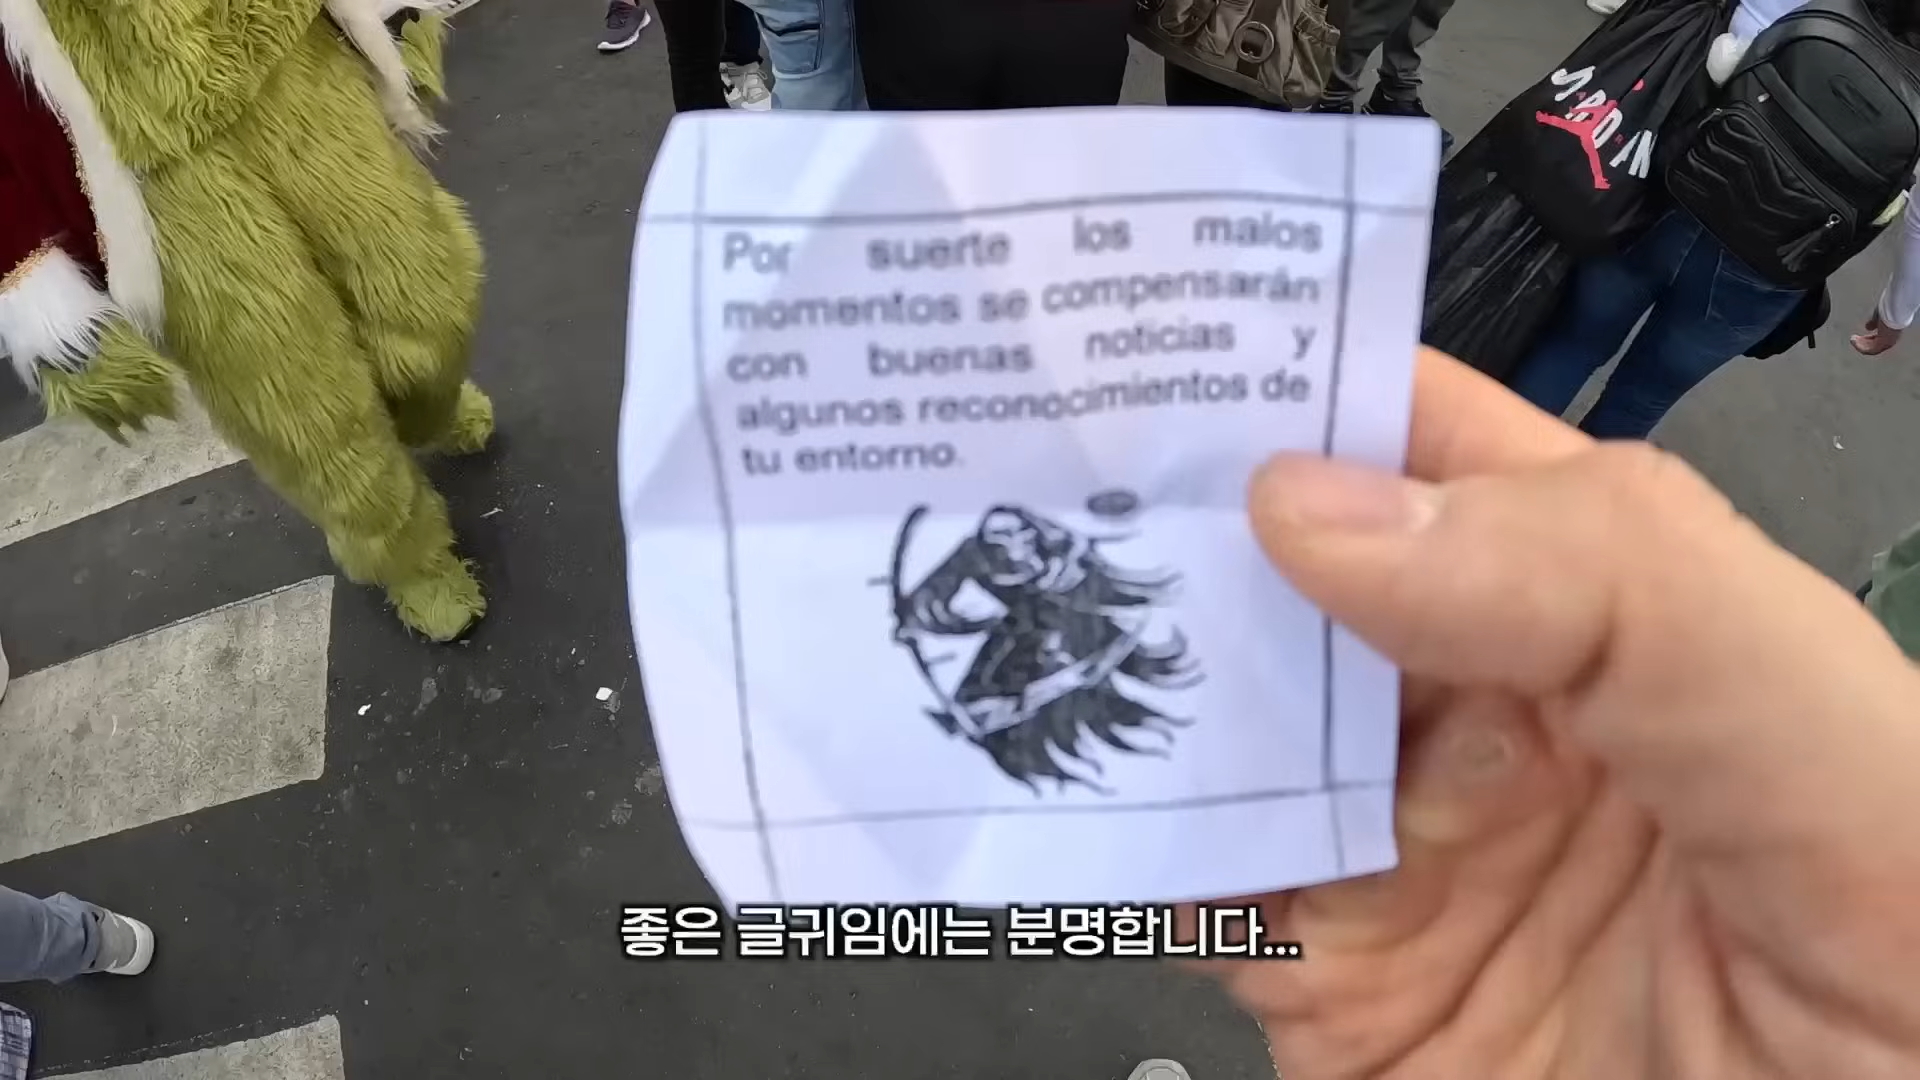 JORDAN
Por suerte los malos
momentos se compensarán
con buenas noticias y
algunos reconocimientos de
tu entorno.
좋은 글귀임에는 분명합니다...